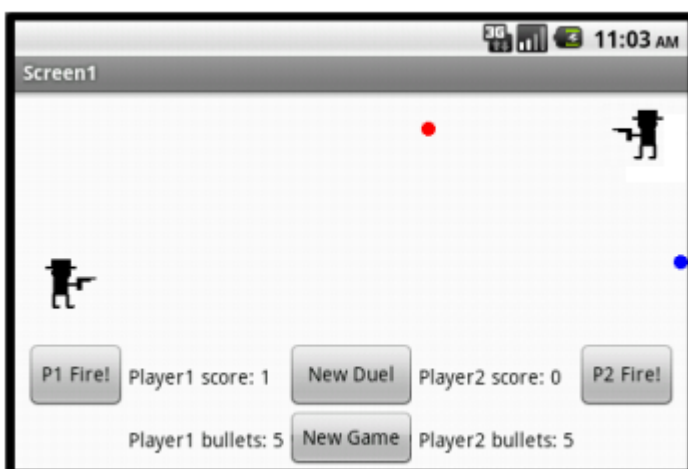 3G 11:03 AM
Screen1
P1 Fire! Player1 score: 1 New Duel Player2 score: 0 P2 Fire!
Player1 bullets: 5 New Game Player2 bullets: 5